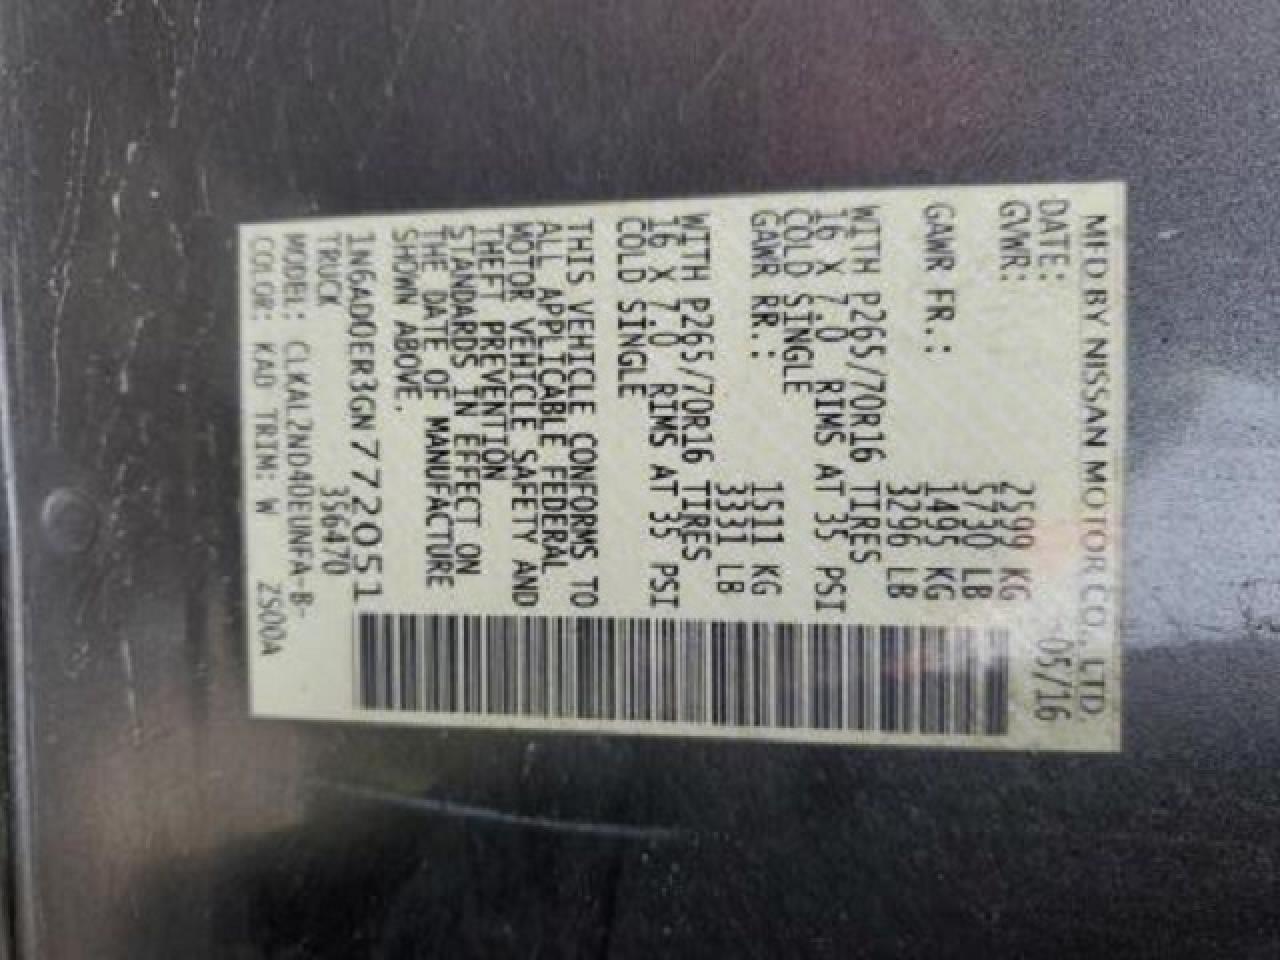 MFD BY NISSAN MOTOR CO., LTD.
DATE: 05/16
GVWR: 2599 KG
5730 LB
GAWR FR.: 1495 KG
3296 LB
WITH P265/70R16 TIRES
16 X 7.0 RIMS AT 35 PSI
COLD SINGLE
GAWR RR.: 1511 KG
3331 LB
WITH P265/70R16 TIRES
16 X 7.0 RIMS AT 35 PSI
COLD SINGLE
THIS VEHICLE CONFORMS TO
ALL APPLICABLE FEDERAL
MOTOR VEHICLE SAFETY AND
THEFT PREVENTION
STANDARDS IN EFFECT ON
THE DATE OF MANUFACTURE
SHOWN ABOVE.
1N6AD0ER3GN772051
TRUCK 356470
MODEL: CLKAL2ND40EUNFA-B-
COLOR: KAD TRIM: W ZS00A